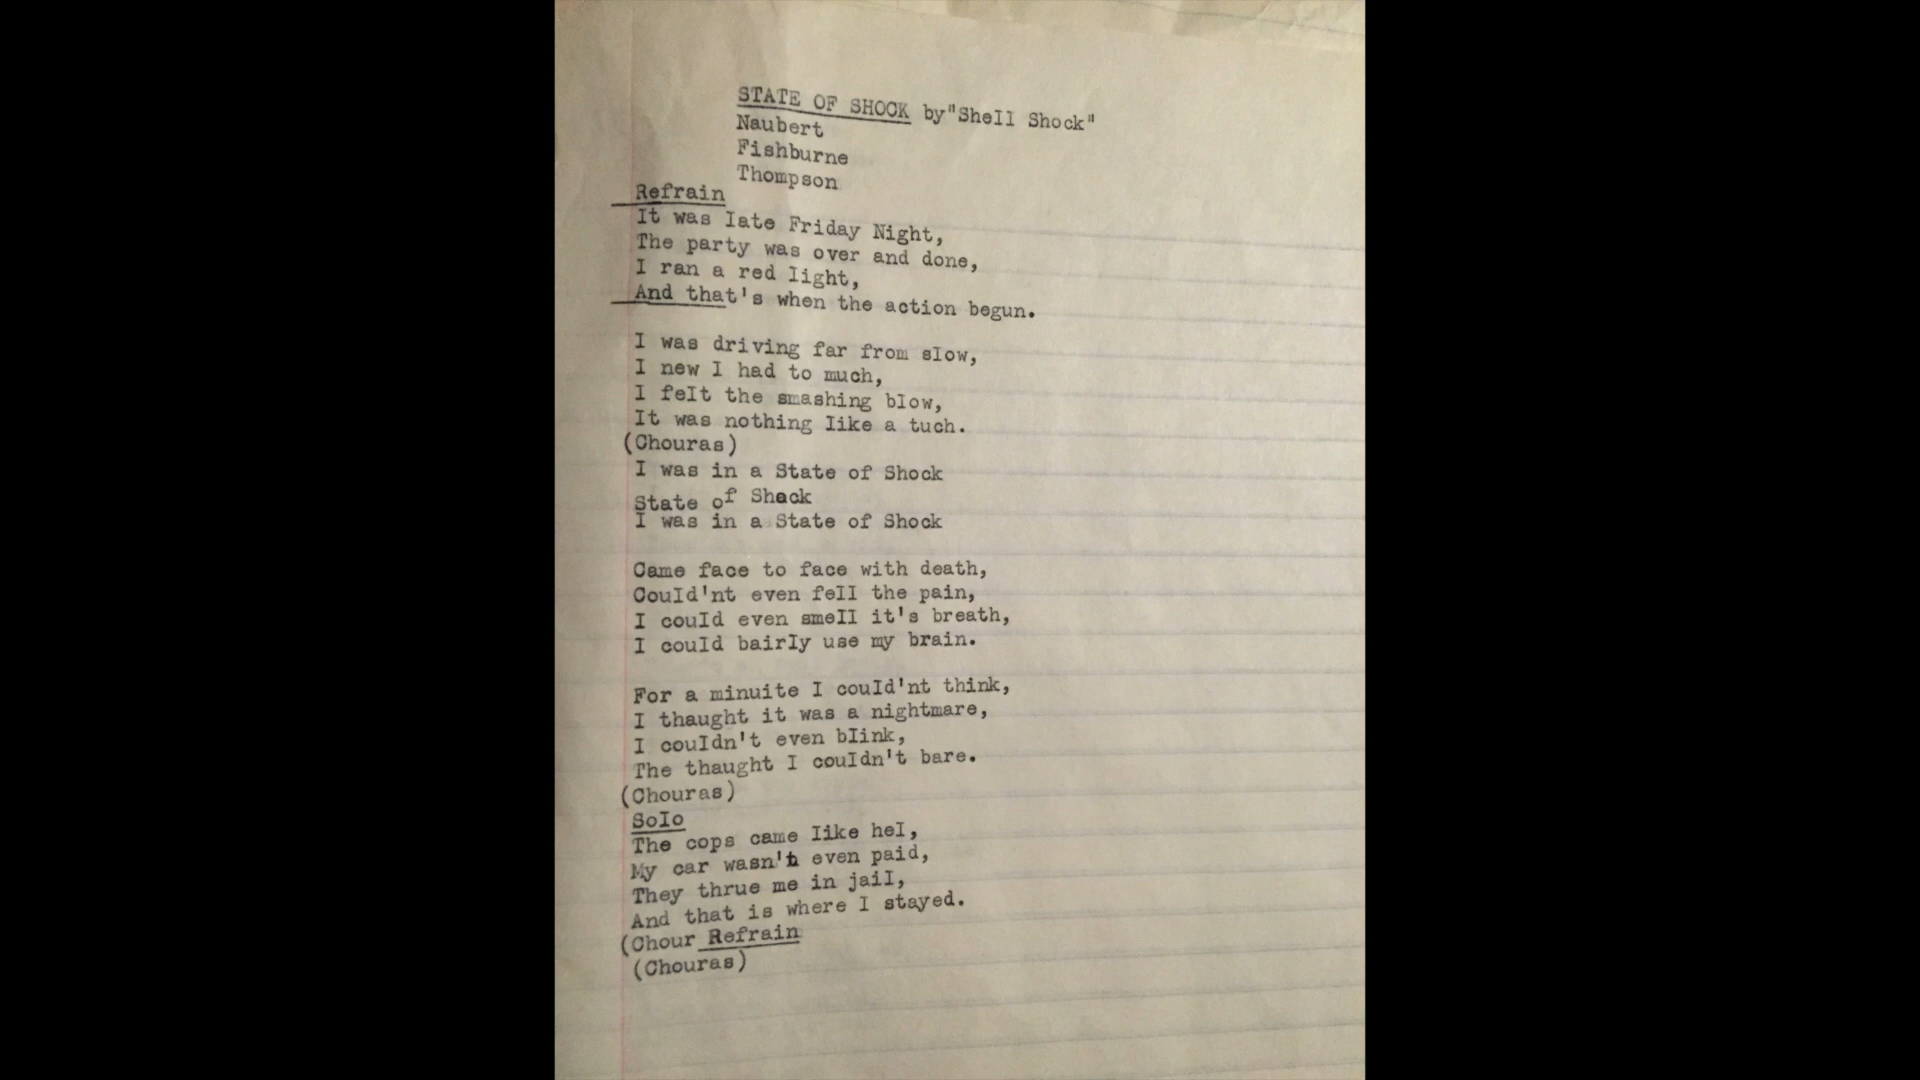 STATE OF SHOCK by"Shell Shock"
Naubert
Fishburne
Thompson
Refrain
It was late Friday Night,
The party was over and done,
I ran a red light,
And that's when the action begun.
I was driving far from slow,
I new I had to much,
I felt the smashing blow,
It was nothing like a tuch.
(Chouras)
I was in a State of Shock
State of Shack
I was in a State of Shock
Came face to face with death,
Could'nt even fell the pain,
I could even smell it's breath,
I could bairly use my brain.
For a minuite I could'nt think,
I thaught it was a nightmare,
I couldn't even blink,
The thaught I couldn't bare.
(Chouras)
Solo
The cops came like hel,
My car wasn't even paid,
They thrue me in jail,
And that is where I stayed.
(Chour Refrain
(Chouras)